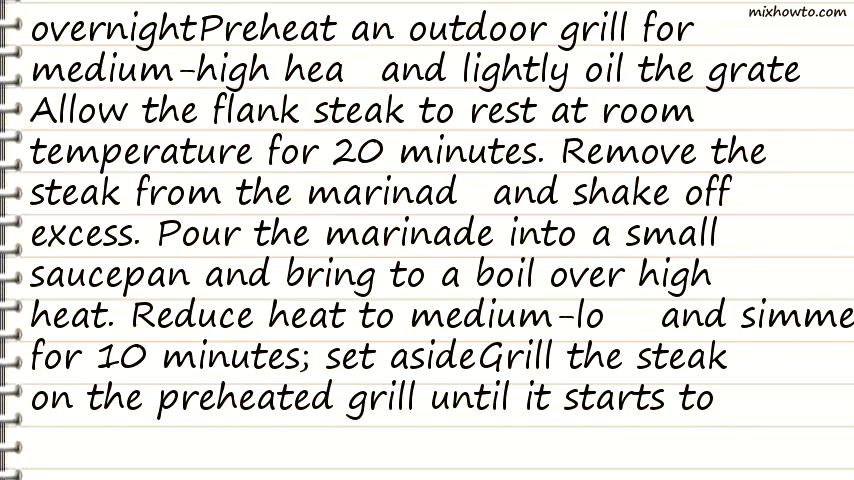 mixhowto.com
overnightPreheat an outdoor grill for
medium-high hea and lightly oil the grate
Allow the flank steak to rest at room
temperature for 20 minutes. Remove the
steak from the marinad and shake off
excess. Pour the marinade into a small
saucepan and bring to a boil over high
heat. Reduce heat to medium-lo and simme
for 10 minutes; set asideGrill the steak
on the preheated grill until it starts to